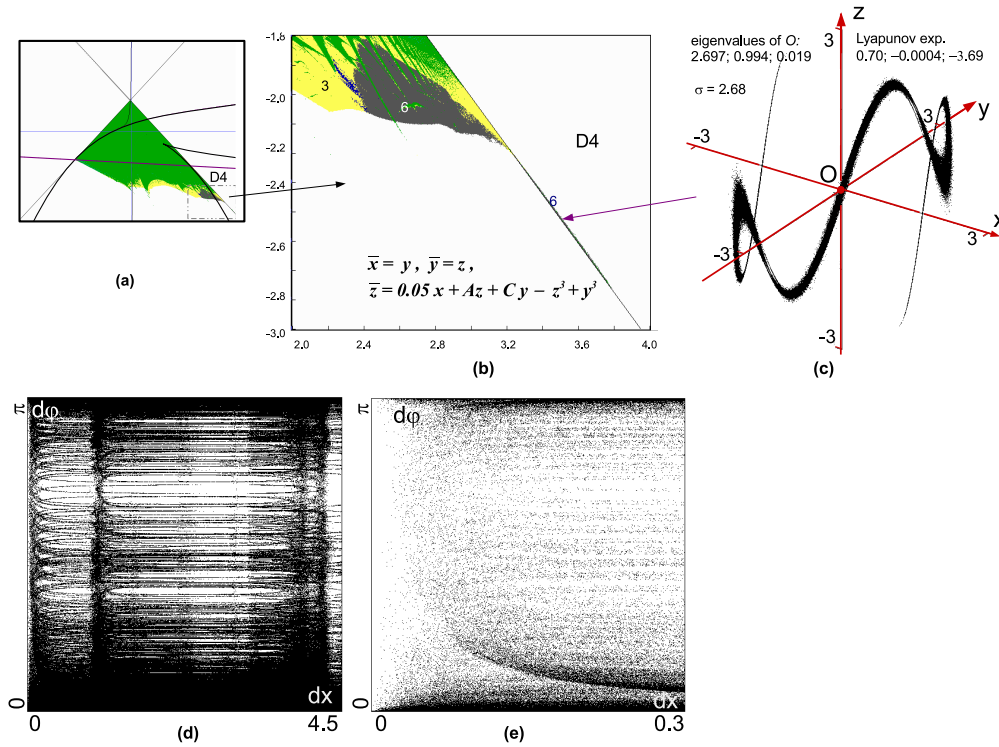 D4
(a)
-1.8
-2.0
-2.2
-2.4
-2.6
-2.8
-3.0
2.0 2.4 2.8 3.2 3.6 4.0
3
6
D4
6
x̅ = y , y̅ = z ,
z̅ = 0.05 x + Az + C y – z³ + y³
(b)
eigenvalues of O:
2.697; 0.994; 0.019
σ = 2.68
Lyapunov exp.
0.70; –0.0004; –3.69
z
3
y
3
-3
O
x
3
-3
-3
(c)
π
dφ
0
dx
0
4.5
(d)
π
dφ
0
dx
0
0.3
(e)